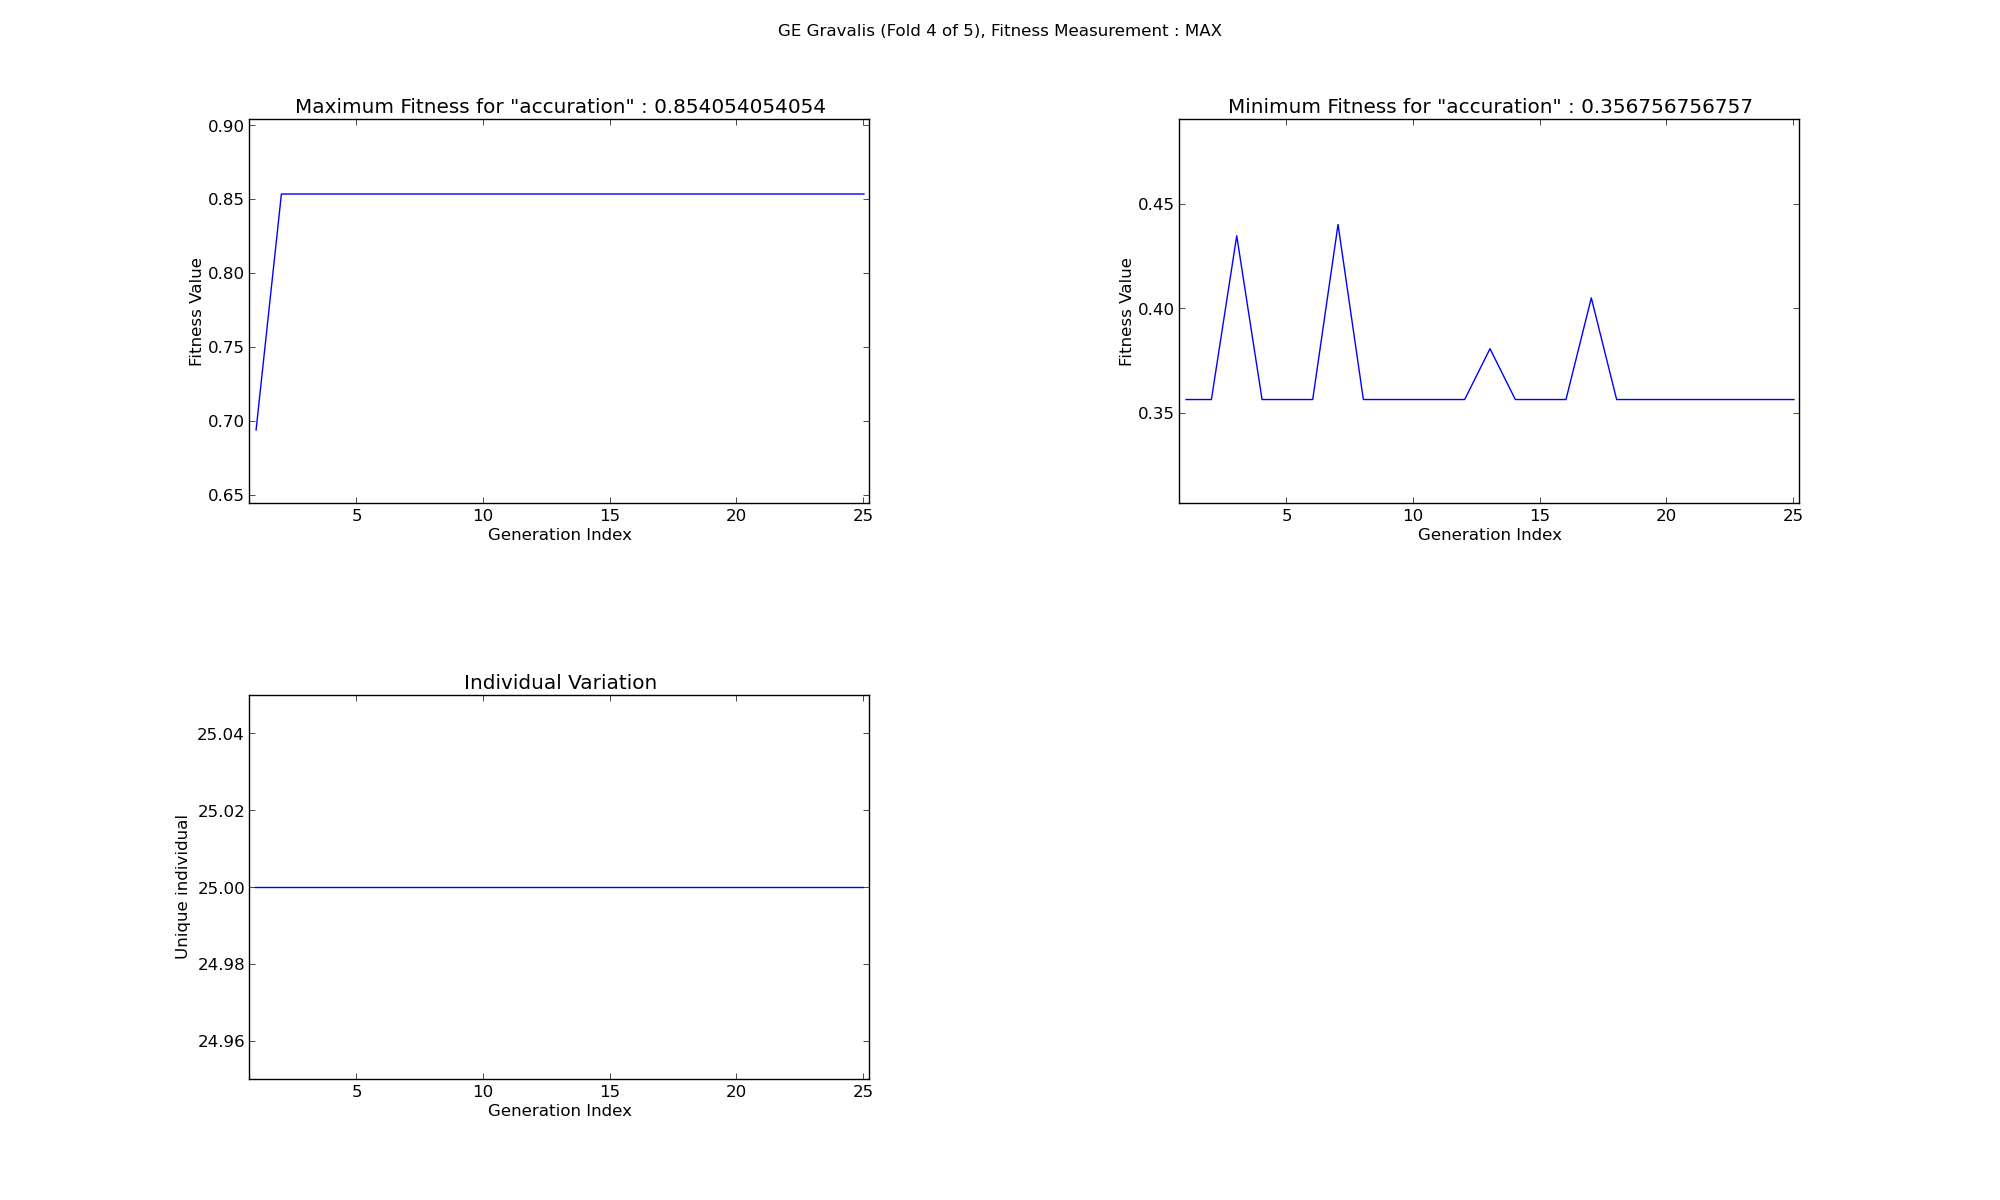 GE Gravalis (Fold 4 of 5), Fitness Measurement : MAX
Maximum Fitness for "accuration" : 0.854054054054
0.90
0.85
0.80
0.75
0.70
0.65
Fitness Value
5 10 15 20 25
Generation Index
Minimum Fitness for "accuration" : 0.356756756757
0.45
0.40
0.35
Fitness Value
5 10 15 20 25
Generation Index
Individual Variation
25.04
25.02
25.00
24.98
24.96
Unique individual
5 10 15 20 25
Generation Index